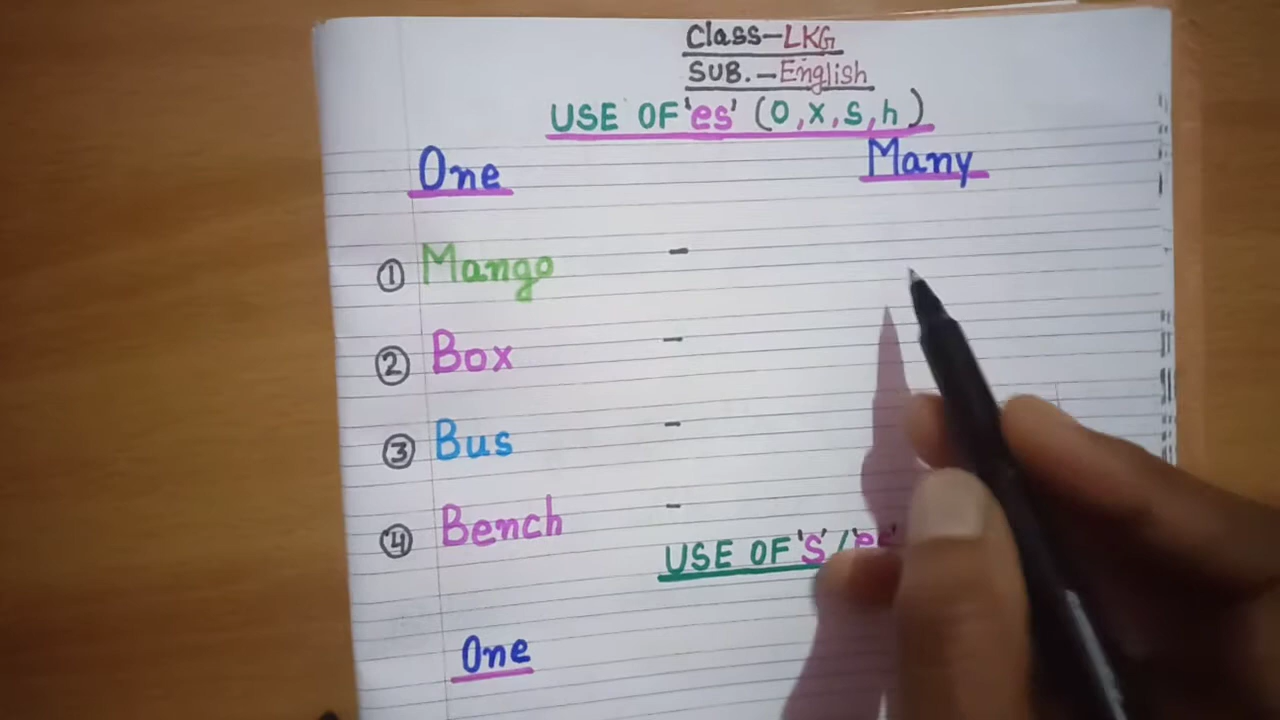 Class-LKG
SUB.-English
USE OF 'es' (o, x, s, h)
One Many
① Mango -
② Box -
③ Bus -
④ Bench -
USE OF 's'/'es'
One